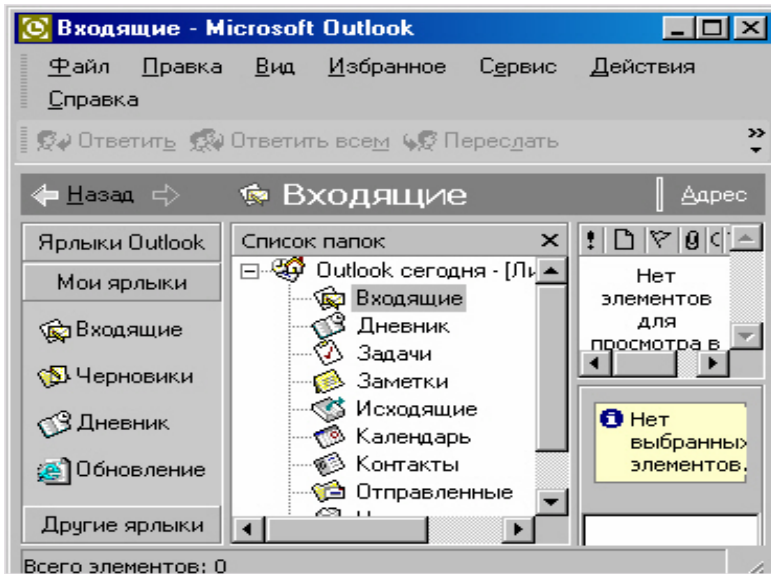 Входящие - Microsoft Outlook
Файл Правка Вид Избранное Сервис Действия
Справка
Ответить Ответить всем Переслать
Назад Входящие Адрес
Ярлыки Outlook
Мои ярлыки
Входящие
Черновики
Дневник
Обновление
Другие ярлыки
Список папок
Outlook сегодня - [Ли
Входящие
Дневник
Задачи
Заметки
Исходящие
Календарь
Контакты
Отправленные
Нет
элементов
для
просмотра в
Нет
выбранных
элементов.
Всего элементов: 0